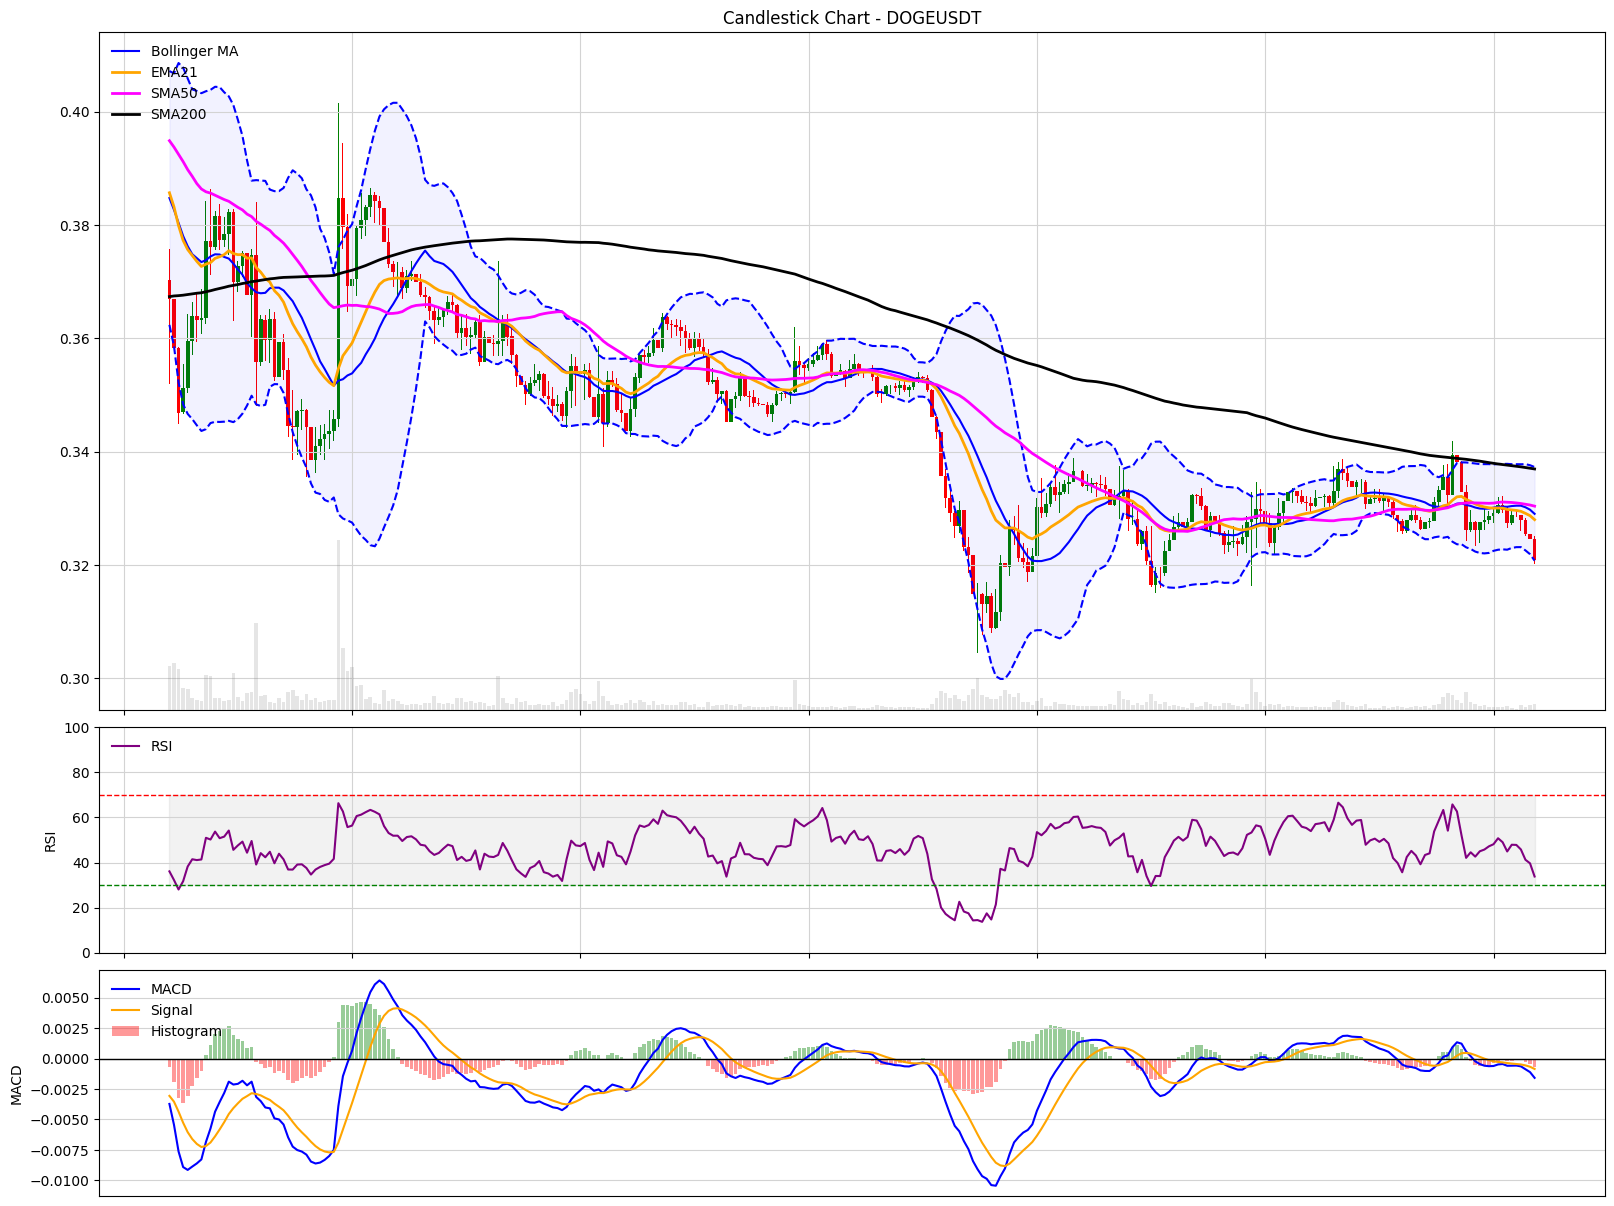 Candlestick Chart - DOGEUSDT
Bollinger MA
EMA21
SMA50
SMA200
0.40
0.38
0.36
0.34
0.32
0.30
RSI
100
80
60
40
20
0
RSI
MACD
Signal
Histogram
0.0050
0.0025
0.0000
−0.0025
−0.0050
−0.0075
−0.0100
MACD